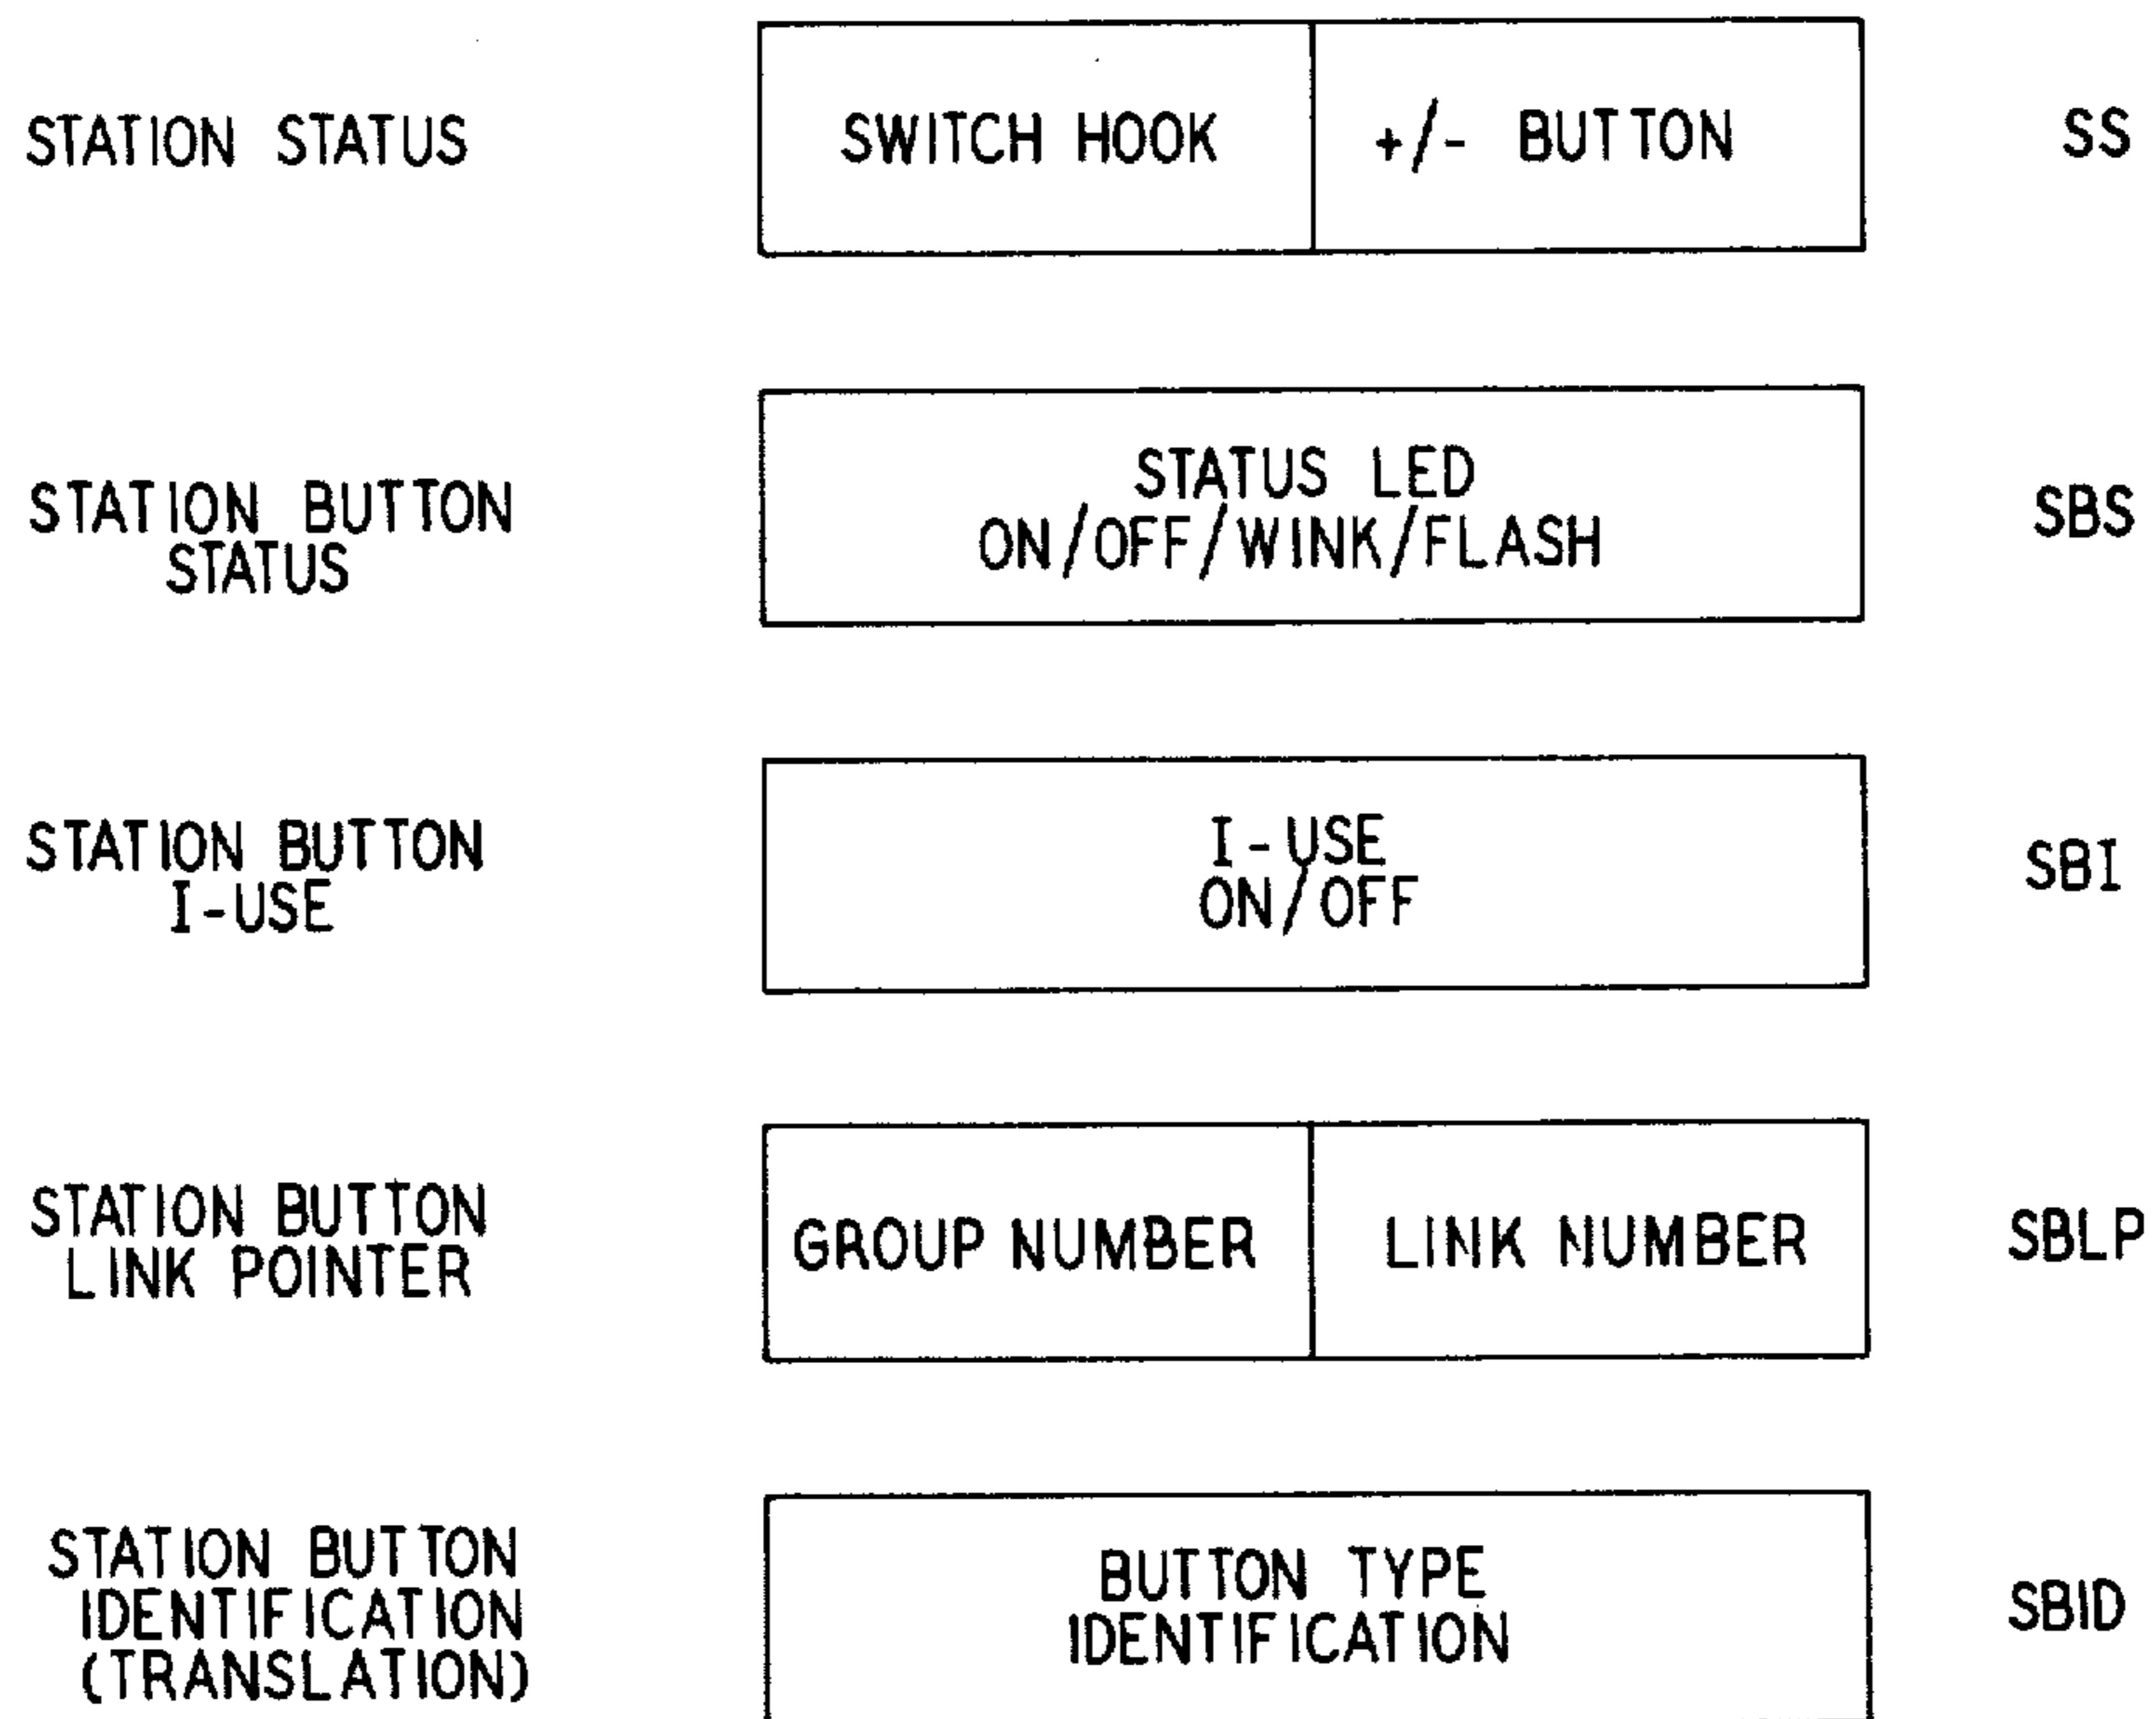 STATION STATUS
SWITCH HOOK
+/- BUTTON
SS
STATION BUTTON
STATUS
STATUS LED
ON/OFF/WINK/FLASH
SBS
STATION BUTTON
I-USE
I-USE
ON/OFF
SBI
STATION BUTTON
LINK POINTER
GROUP NUMBER
LINK NUMBER
SBLP
STATION BUTTON
IDENTIFICATION
(TRANSLATION)
BUTTON TYPE
IDENTIFICATION
SBID